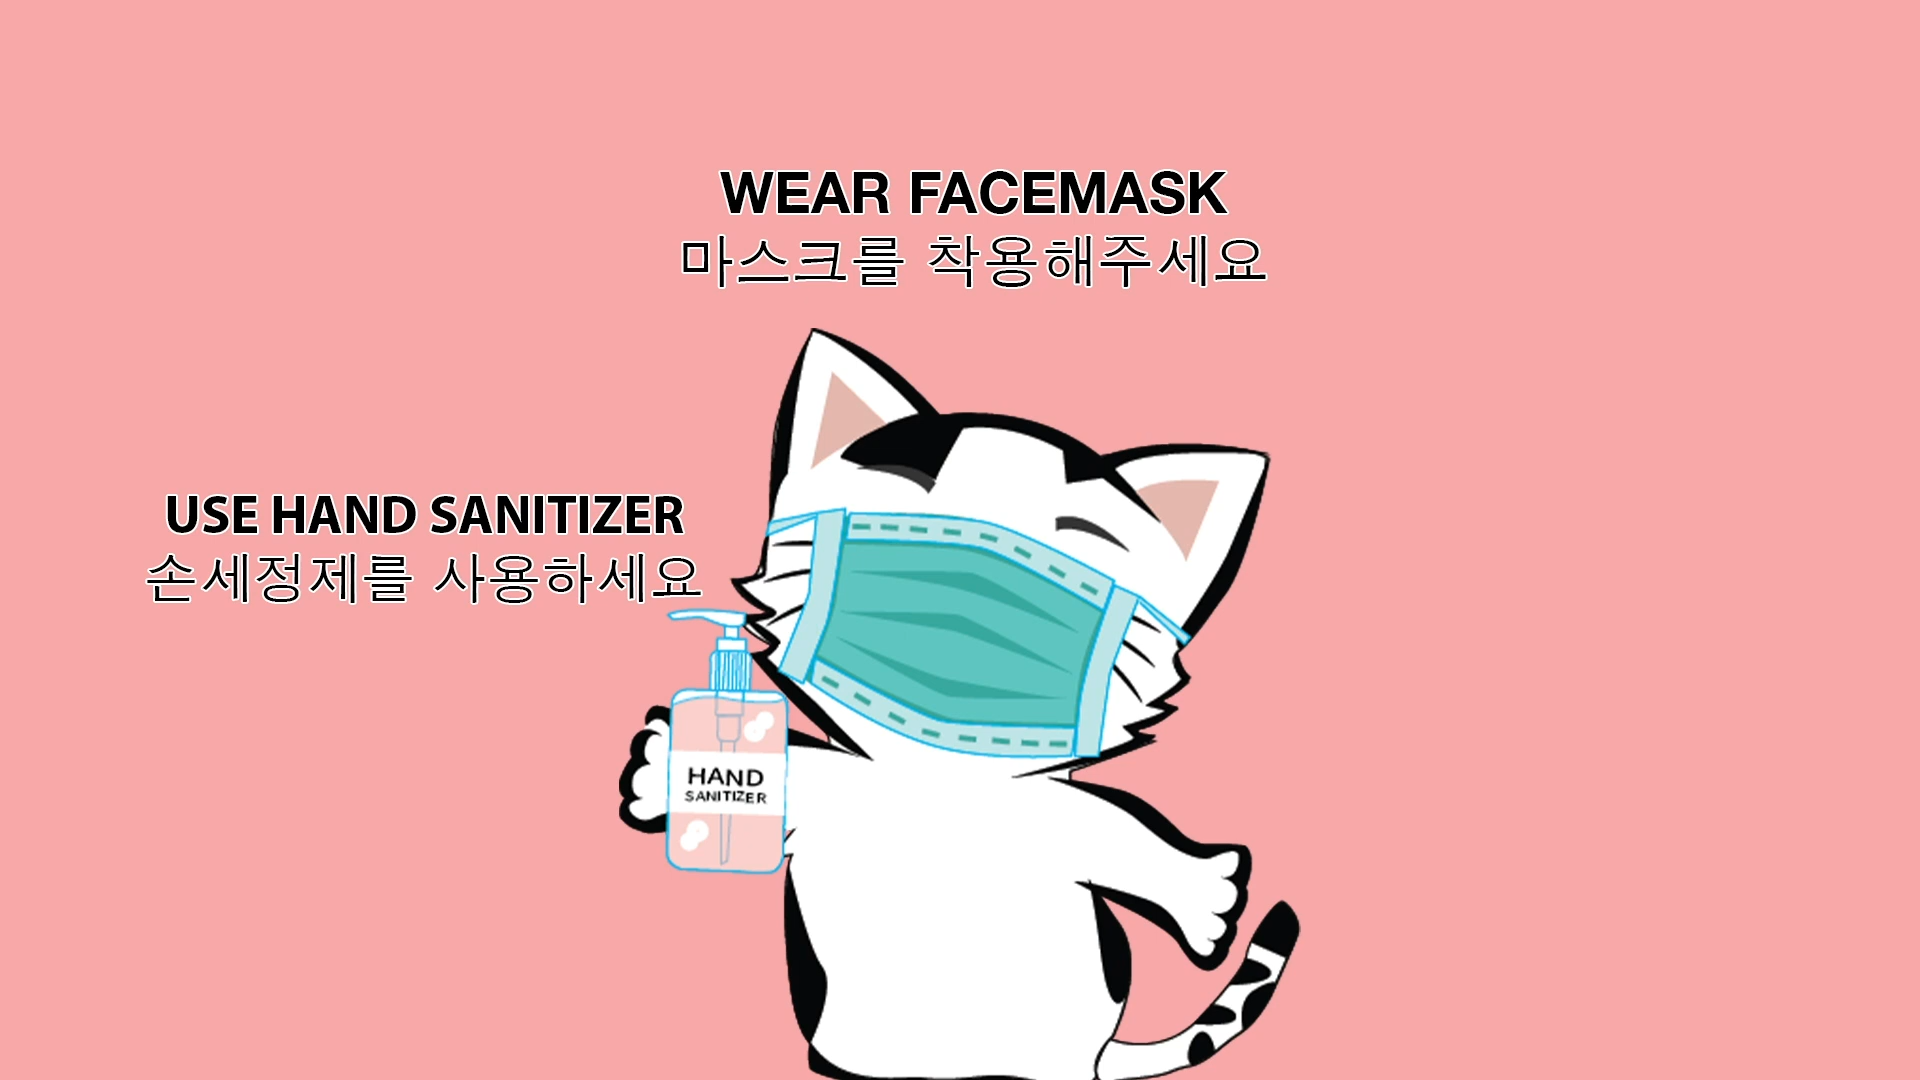 WEAR FACEMASK
마스크를 착용해주세요
USE HAND SANITIZER
손세정제를 사용하세요
HAND
SANITIZER